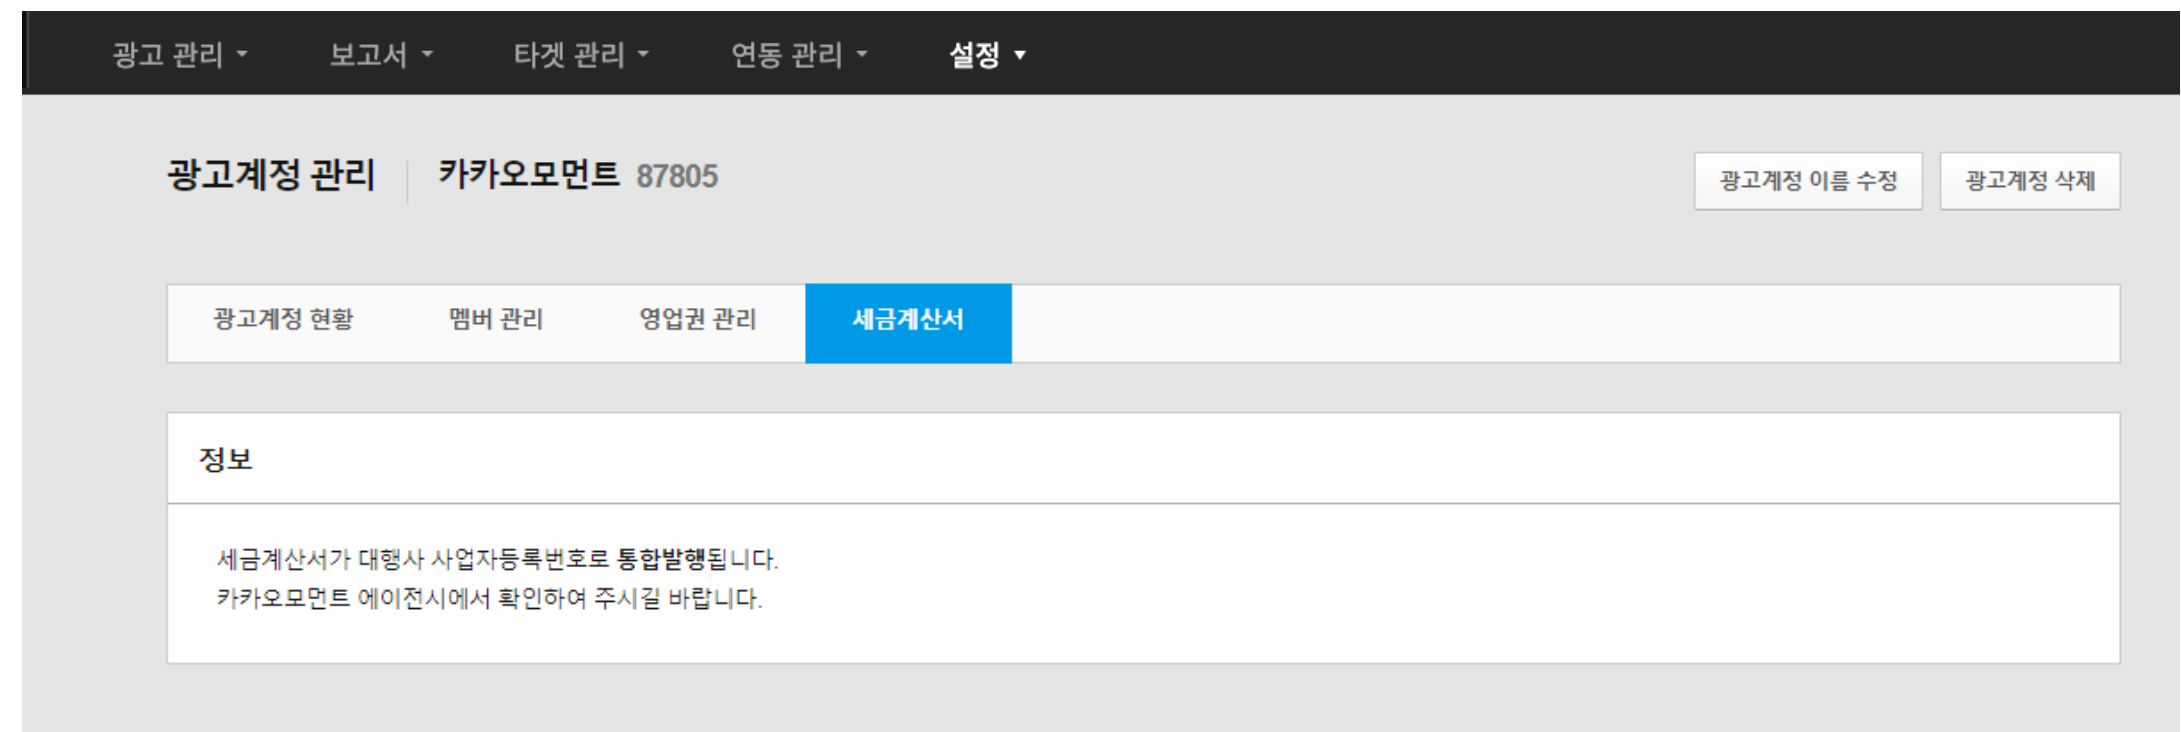 광고 관리 보고서 타겟 관리 연동 관리 설정
광고계정 관리 카카오모먼트 87805 광고계정 이름 수정 광고계정 삭제
광고계정 현황 멤버 관리 영업권 관리 세금계산서
정보
세금계산서가 대행사 사업자등록번호로 통합발행됩니다.
카카오모먼트 에이전시에서 확인하여 주시길 바랍니다.